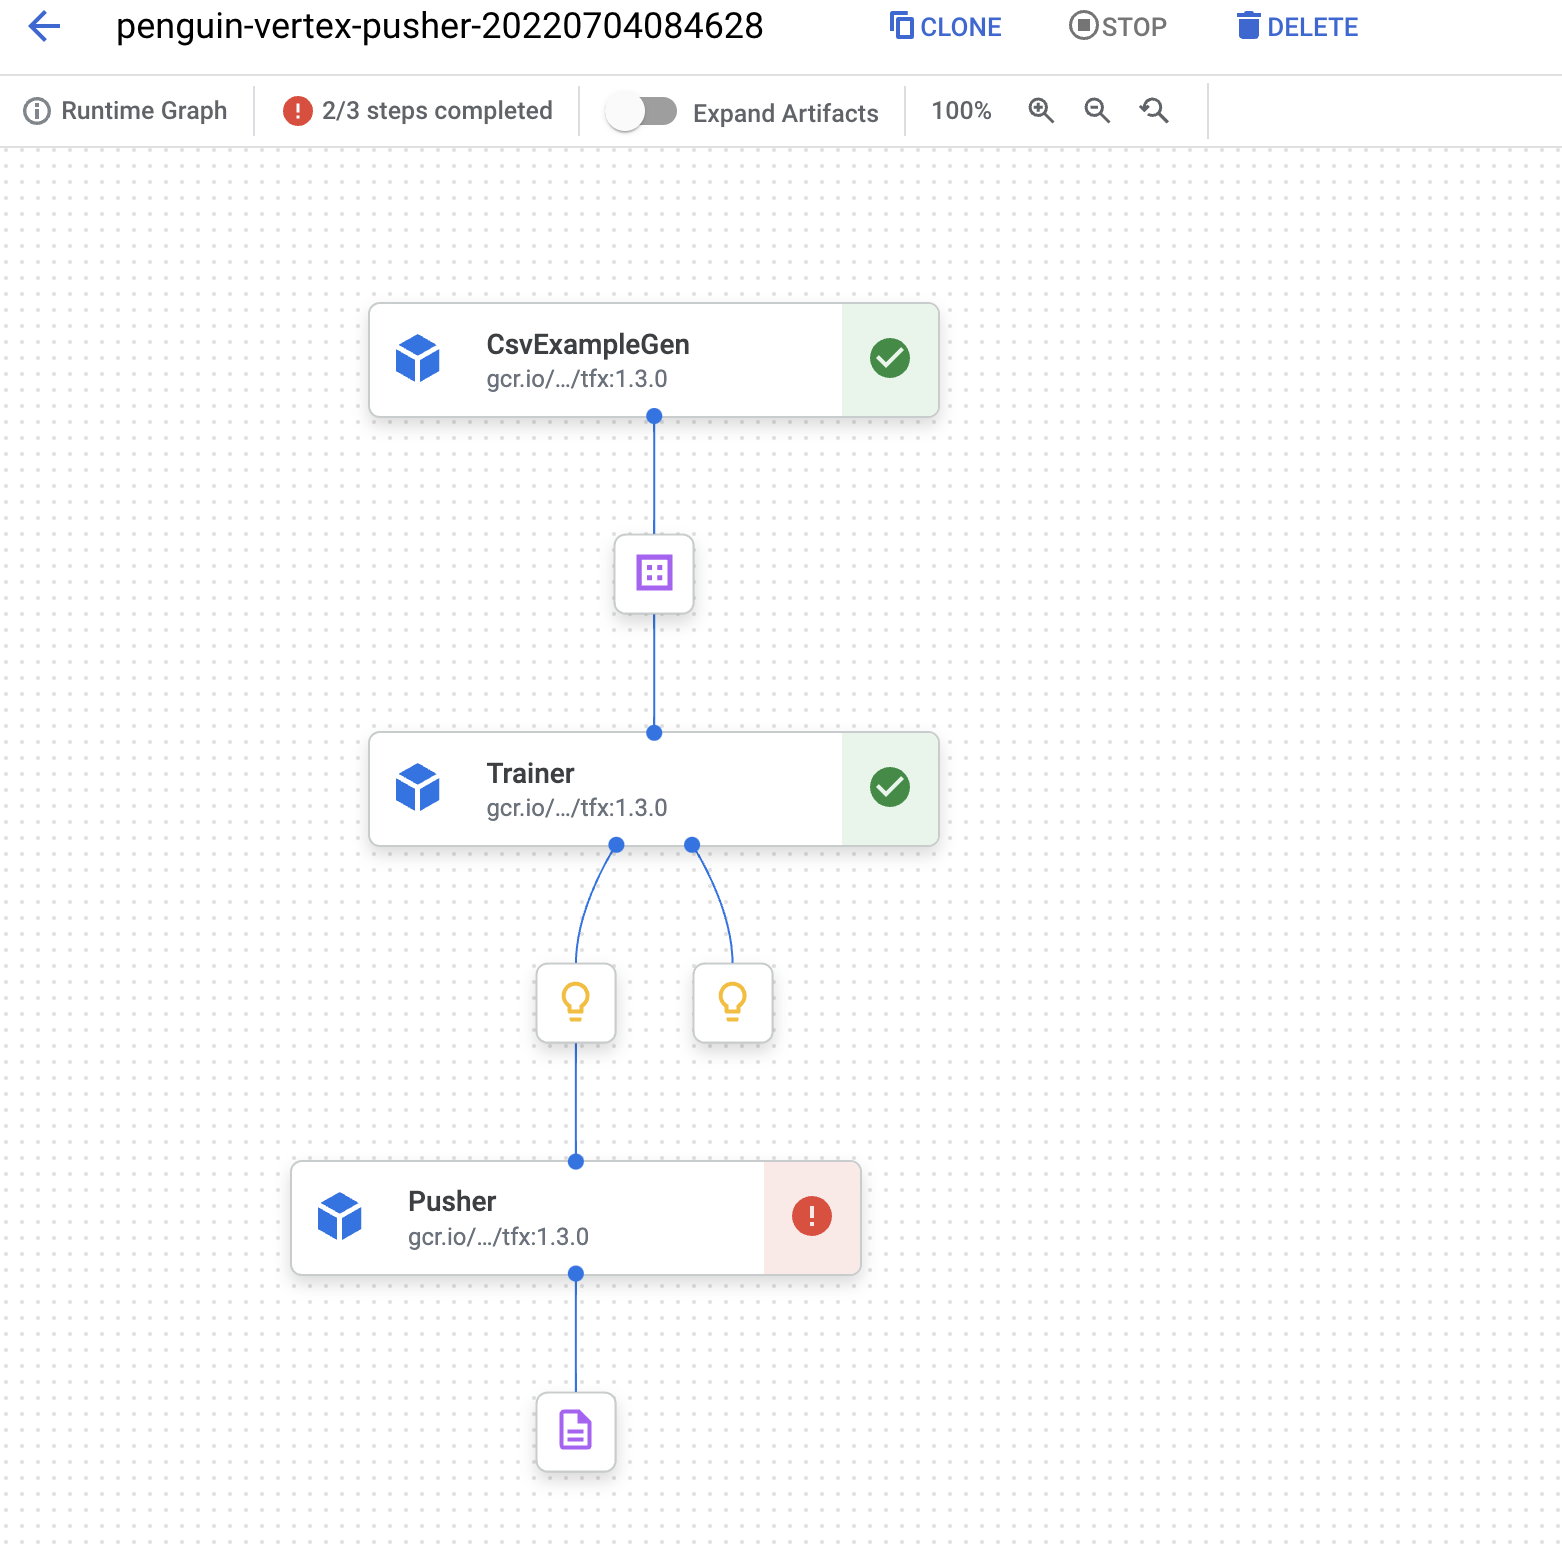 penguin-vertex-pusher-20220704084628 CLONE STOP DELETE
Runtime Graph 2/3 steps completed Expand Artifacts 100%
CsvExampleGen
gcr.io/.../tfx:1.3.0
Trainer
gcr.io/.../tfx:1.3.0
Pusher
gcr.io/.../tfx:1.3.0